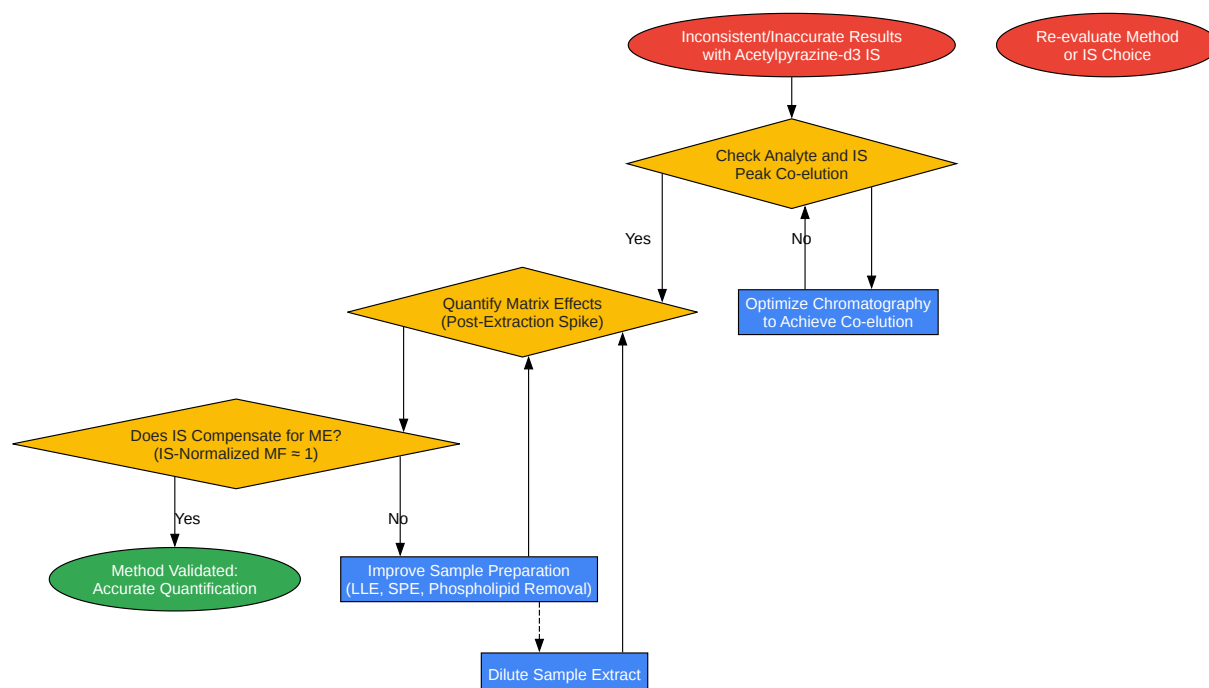 Inconsistent/Inaccurate Results
with Acetylpyrazine-d3 IS
Re-evaluate Method
or IS Choice
Check Analyte and IS
Peak Co-elution
Yes
No
Quantify Matrix Effects
(Post-Extraction Spike)
Optimize Chromatography
to Achieve Co-elution
Does IS Compensate for ME?
(IS-Normalized MF ≈ 1)
Yes
No
Method Validated:
Accurate Quantification
Improve Sample Preparation
(LLE, SPE, Phospholipid Removal)
Dilute Sample Extract